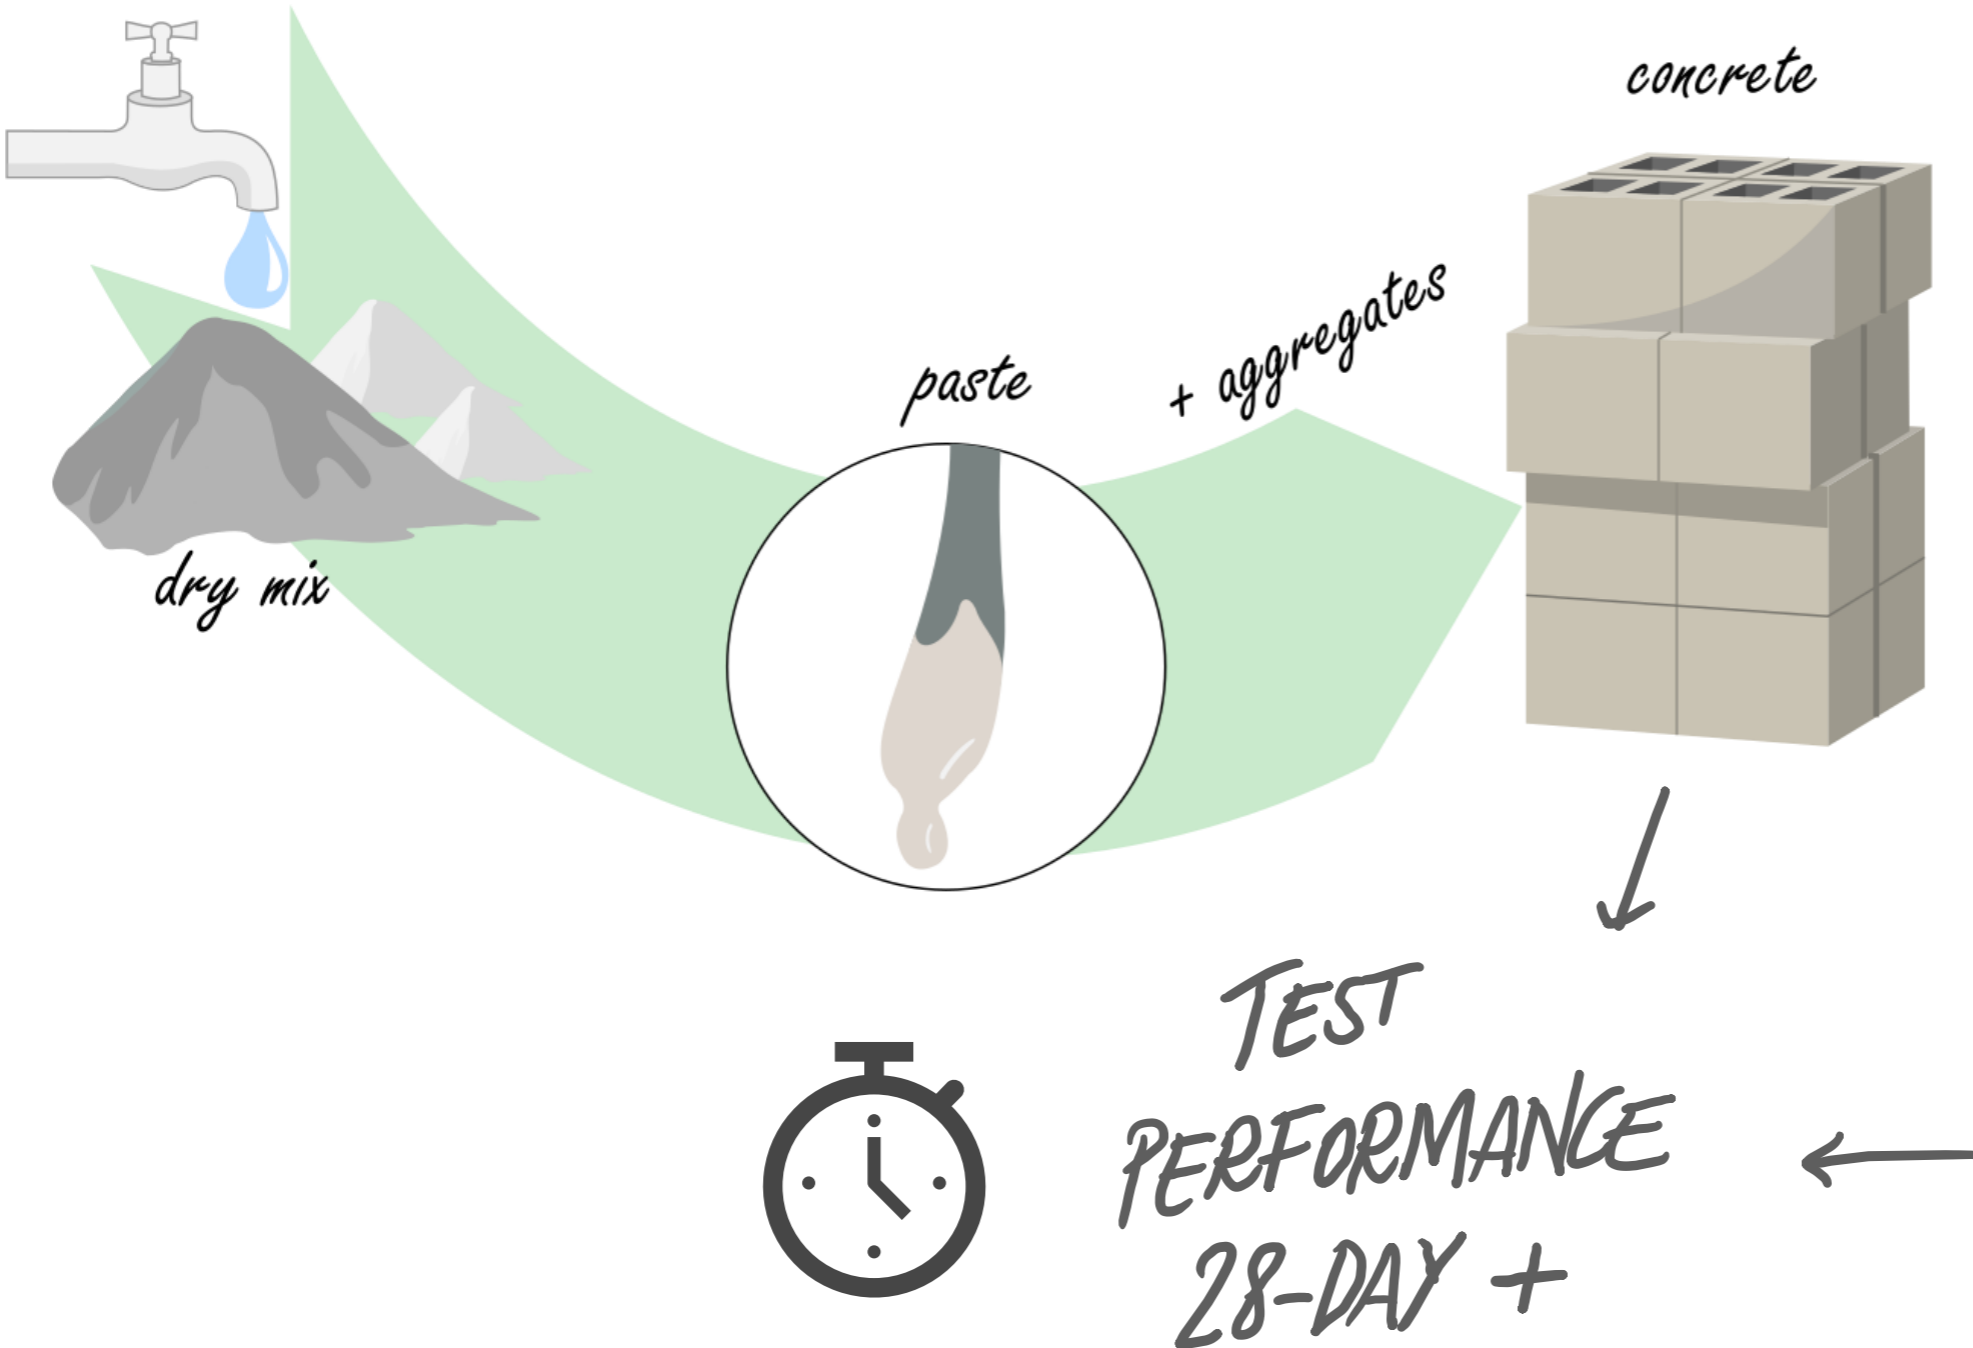 concrete
paste
+ aggregates
dry mix
TEST
PERFORMANCE
28-DAY +